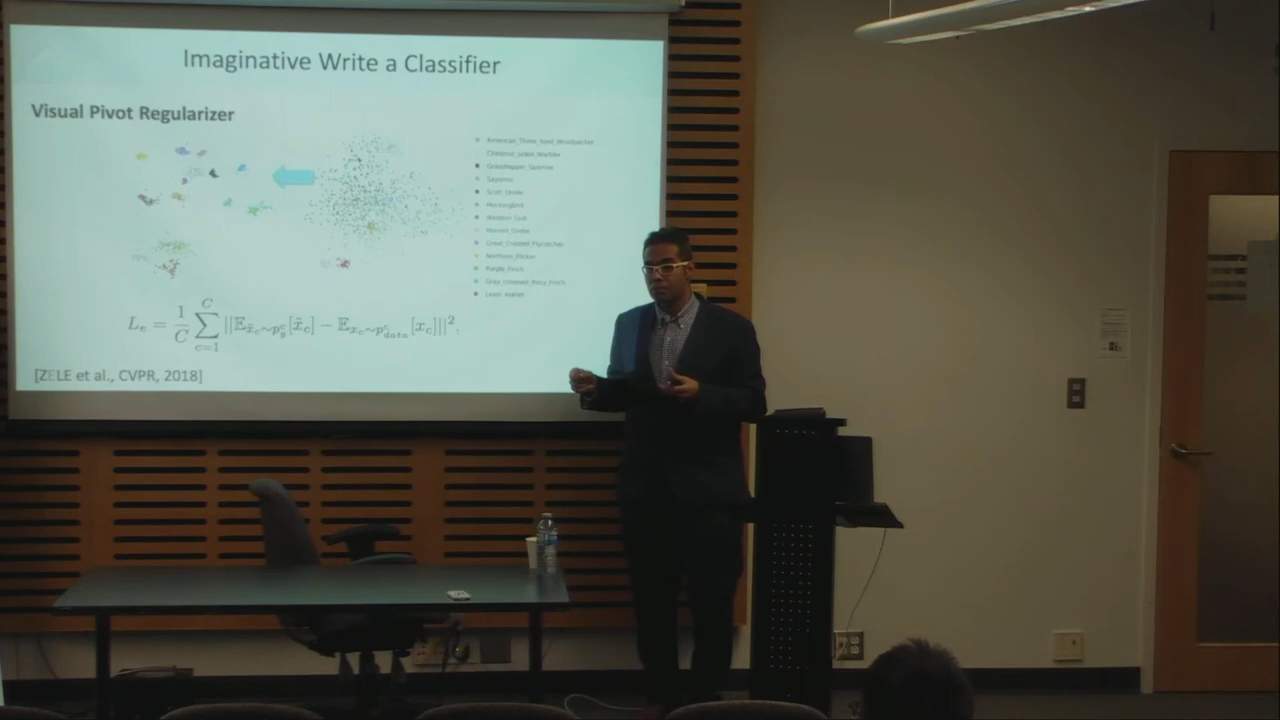 Imaginative Write a Classifier
Visual Pivot Regularizer
American_Three_toed_Woodpecker
Chestnut_sided_Warbler
Grasshopper_Sparrow
Sayornis
Scott_Oriole
Mockingbird
Western_Gull
Horned_Grebe
Great_Crested_Flycatcher
Northern_Flicker
Purple_Finch
Gray_crowned_Rosy_Finch
Least_Auklet
L_e = \frac{1}{C} \sum_{c=1}^{C} ||\mathbb{E}_{\tilde{x}_c \sim p_g^c}[\tilde{x}_c] - \mathbb{E}_{x_c \sim p_{data}^c}[x_c]||^2,
[ZELE et al., CVPR, 2018]